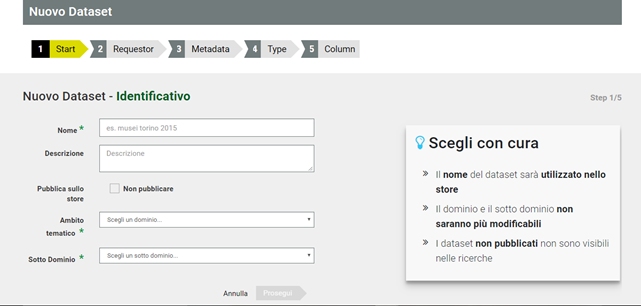 Nuovo Dataset
1 Start 2 Requestor 3 Metadata 4 Type 5 Column
Nuovo Dataset - Identificativo
Step 1/5
Nome *
es. musei torino 2015
Descrizione
Descrizione
Pubblica sullo
store
Non pubblicare
Ambito
tematico *
Scegli un dominio...
Sotto Dominio *
Scegli un sotto dominio...
Annulla Prosegui
Scegli con cura
» Il nome del dataset sarà utilizzato nello
store
» Il dominio e il sotto dominio non
saranno più modificabili
» I dataset non pubblicati non sono visibili
nelle ricerche